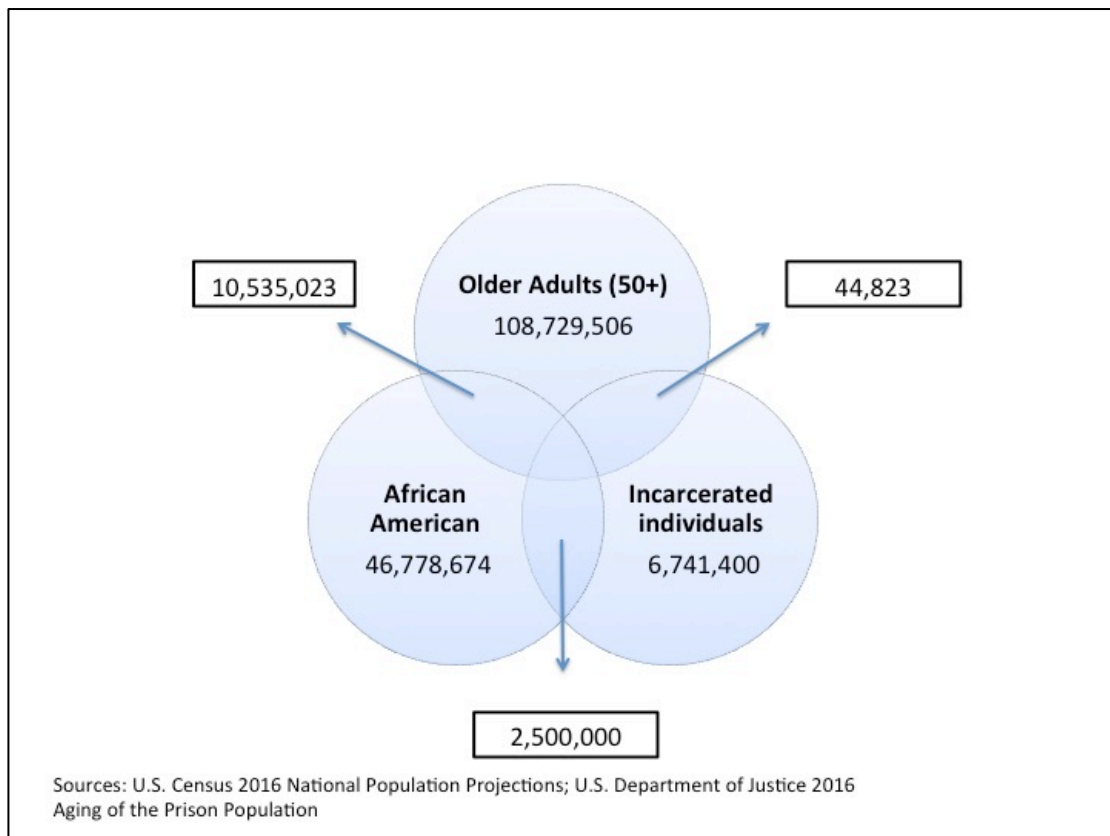 Older Adults (50+)
108,729,506
10,535,023
44,823
African
American
46,778,674
Incarcerated
individuals
6,741,400
2,500,000
Sources: U.S. Census 2016 National Population Projections; U.S. Department of Justice 2016
Aging of the Prison Population